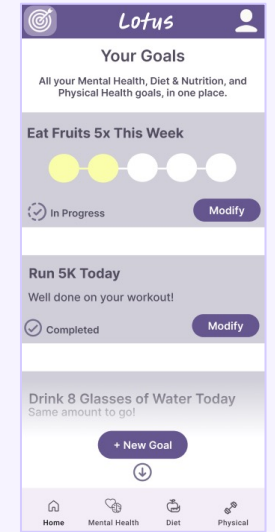 Lotus
Your Goals
All your Mental Health, Diet & Nutrition, and
Physical Health goals, in one place.
Eat Fruits 5x This Week
In Progress
Modify
Run 5K Today
Well done on your workout!
Completed
Modify
Drink 8 Glasses of Water Today
Same amount to go!
+ New Goal
Home
Mental Health
Diet
Physical